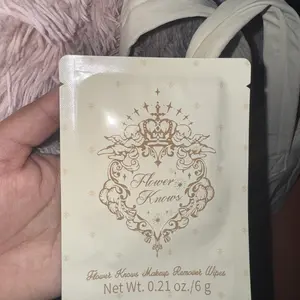 Flower
Knows
Flower Knows Makeup Remover Wipes
Net Wt. 0.21 oz./6 g